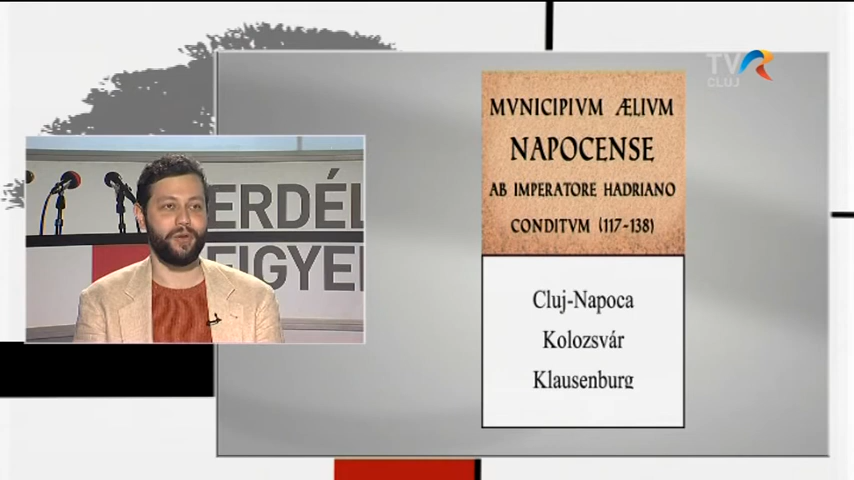 TVR
CLUJ
MVNICIPIVM ÆLIVM
NAPOCENSE
AB IMPERATORE HADRIANO
CONDITVM (117-138)
Cluj-Napoca
Kolozsvár
Klausenburg
ERDÉL
FIGYE